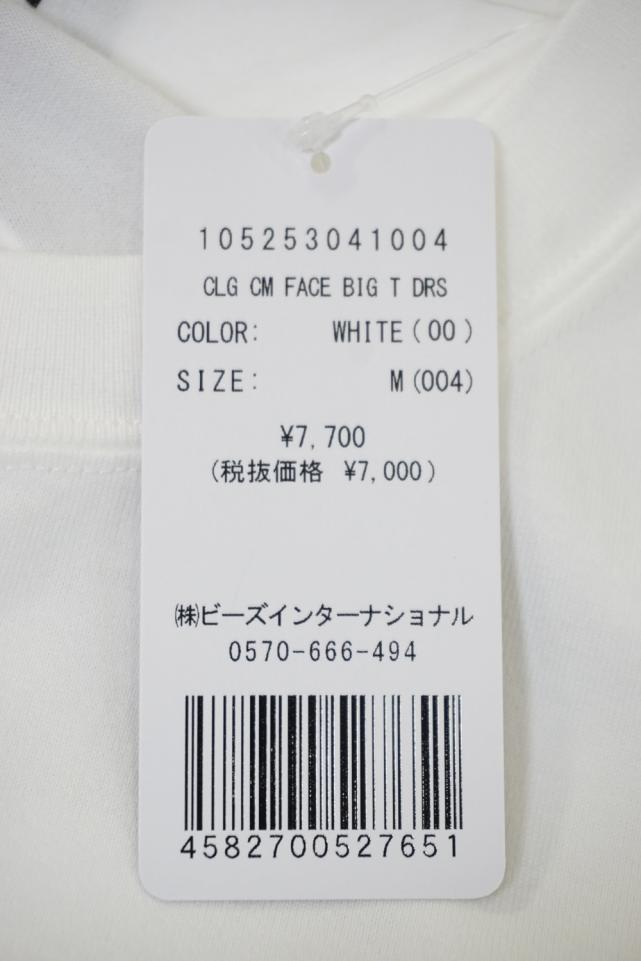 105253041004
CLG CM FACE BIG T DRS
COLOR: WHITE(00)
SIZE: M(004)
¥7,700
(税抜価格 ¥7,000)
㈱ビーズインターナショナル
0570-666-494
4582700527651